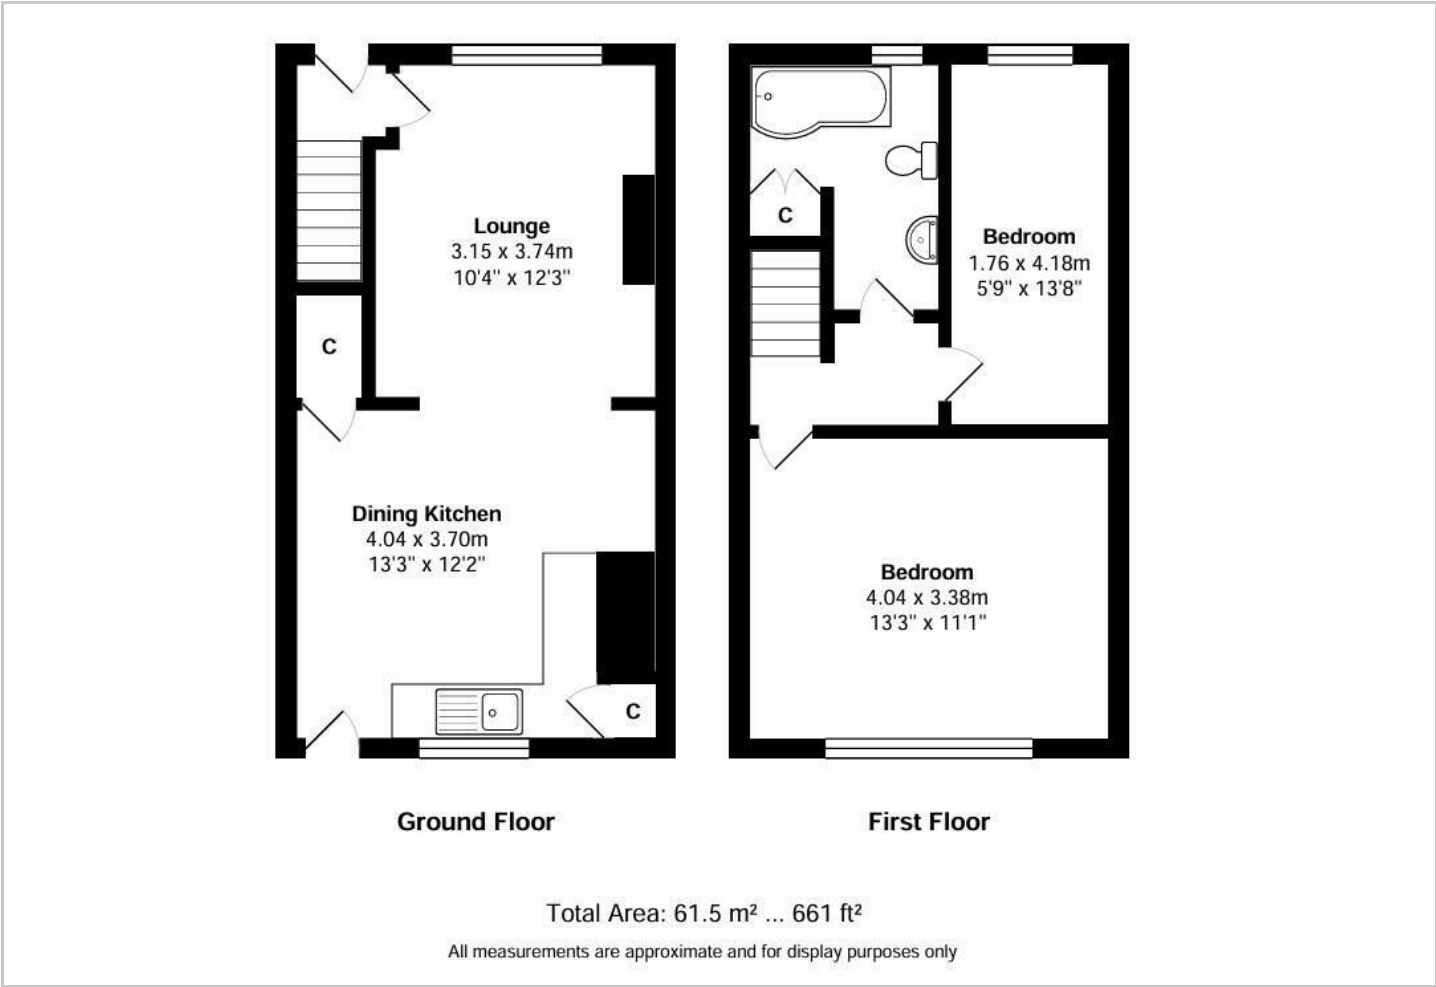 Lounge
3.15 x 3.74m
10'4" x 12'3"
C
Dining Kitchen
4.04 x 3.70m
13'3" x 12'2"
C
Ground Floor
C
Bedroom
1.76 x 4.18m
5'9" x 13'8"
Bedroom
4.04 x 3.38m
13'3" x 11'1"
First Floor
Total Area: 61.5 m² ... 661 ft²
All measurements are approximate and for display purposes only